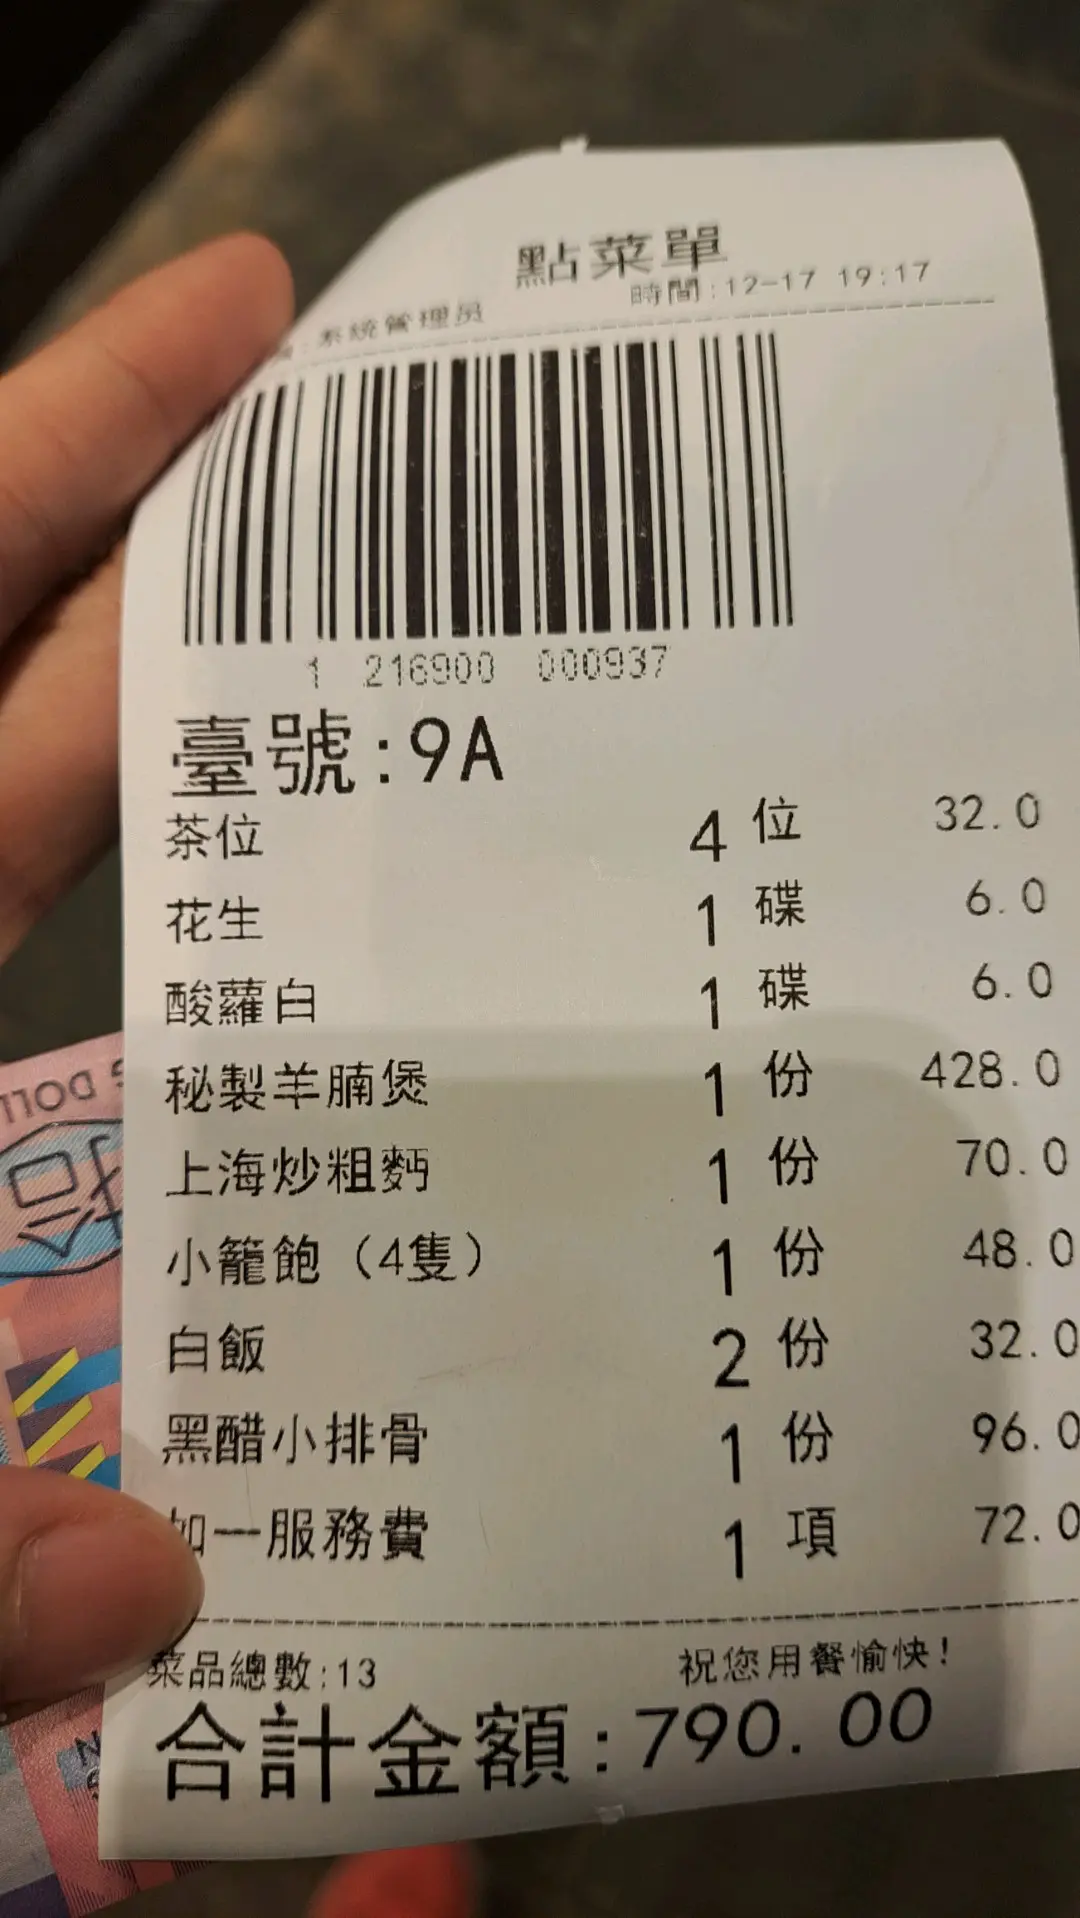 點菜單
時間:12-17 19:17
系統管理員
1 216900 000937
臺號:9A
茶位 4 位 32.0
花生 1 碟 6.0
酸蘿白 1 碟 6.0
秘製羊腩煲 1 份 428.0
上海炒粗麪 1 份 70.0
小籠飽(4隻) 1 份 48.0
白飯 2 份 32.0
黑醋小排骨 1 份 96.0
加一服務費 1 項 72.0
菜品總數:13 祝您用餐愉快!
合計金額:790.00